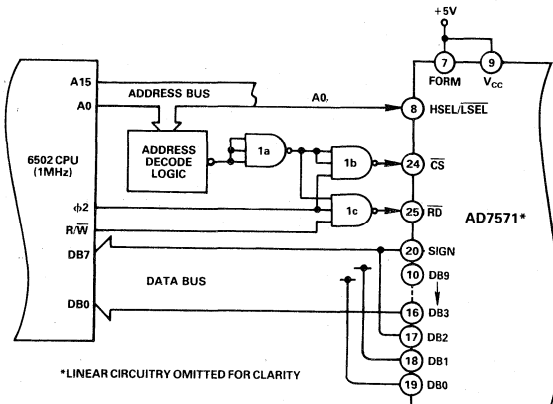 +5V
7
9
FORM
VCC
A15
ADDRESS BUS
A0
A0,
8
HSEL/LSEL
6502 CPU
(1MHz)
ADDRESS
DECODE
LOGIC
1a
1b
24
CS
ϕ2
1c
25
RD
AD7571*
R/W
DB7
20
SIGN
10
DB9
DATA BUS
DB0
16
DB3
17
DB2
18
DB1
19
DB0
*LINEAR CIRCUITRY OMITTED FOR CLARITY